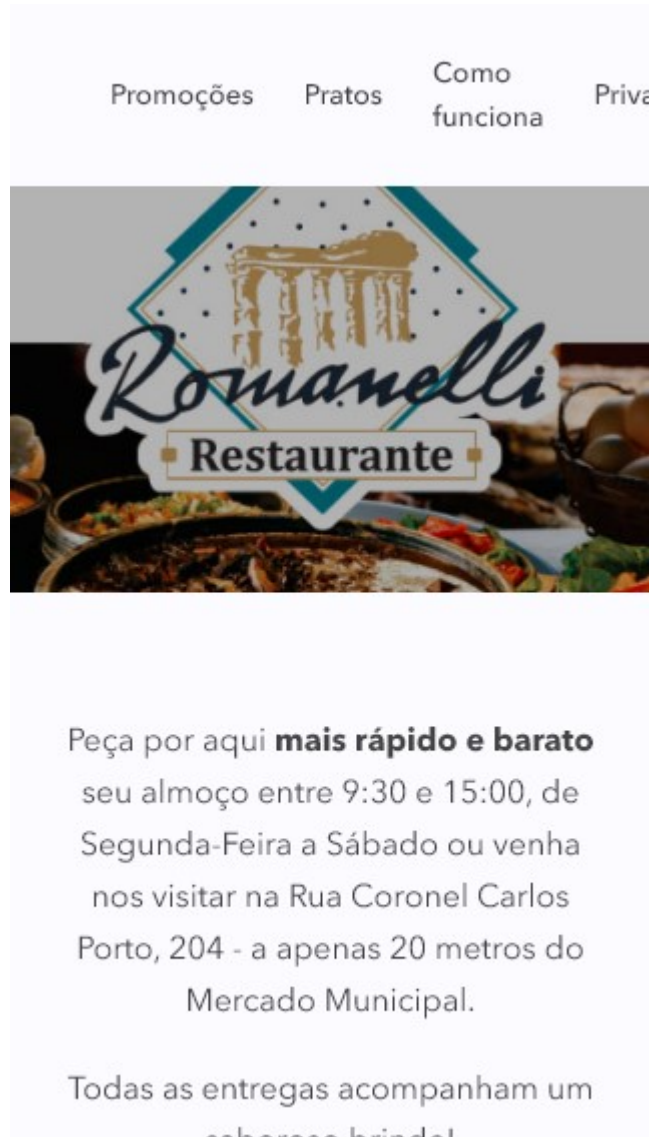 Promoções
Pratos
Como
funciona
Romanelli
Restaurante
Peça por aqui mais rápido e barato
seu almoço entre 9:30 e 15:00, de
Segunda-Feira a Sábado ou venha
nos visitar na Rua Coronel Carlos
Porto, 204 - a apenas 20 metros do
Mercado Municipal.
Todas as entregas acompanham um
saboroso brinde!